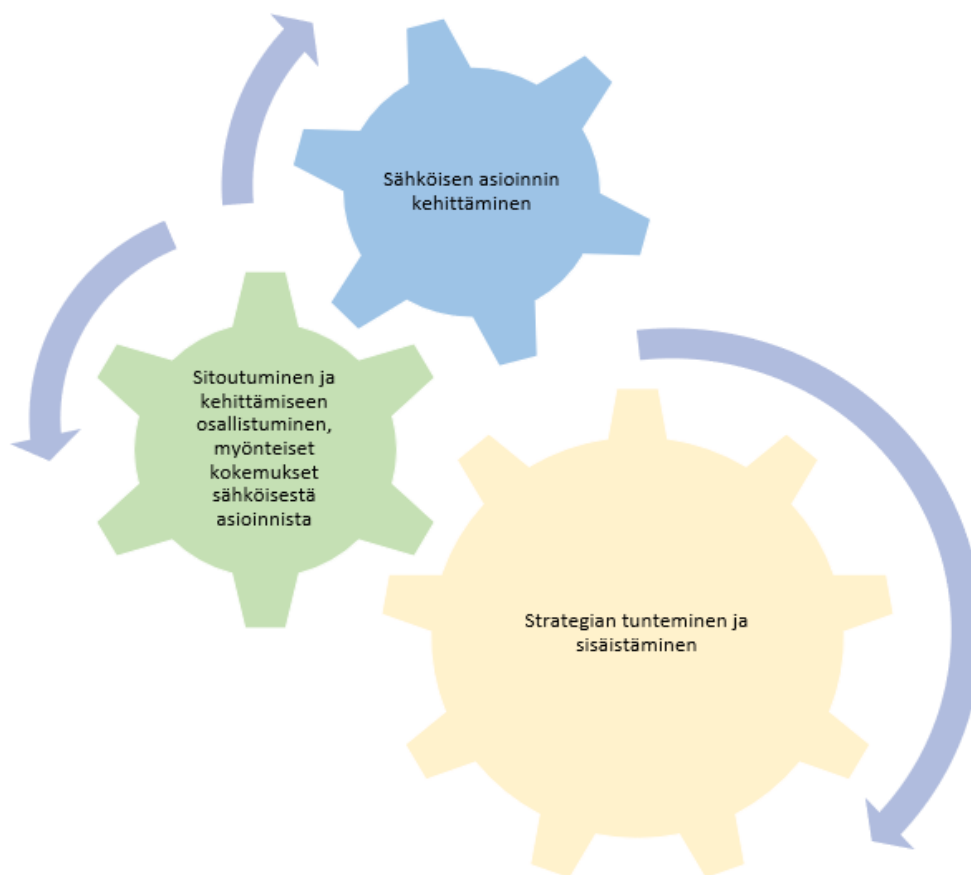 Sähköisen asioinnin
kehittäminen
Sitoutuminen ja
kehittämiseen
osallistuminen,
myönteiset
kokemukset
sähköisestä
asioinnista
Strategian tunteminen ja
sisäistäminen